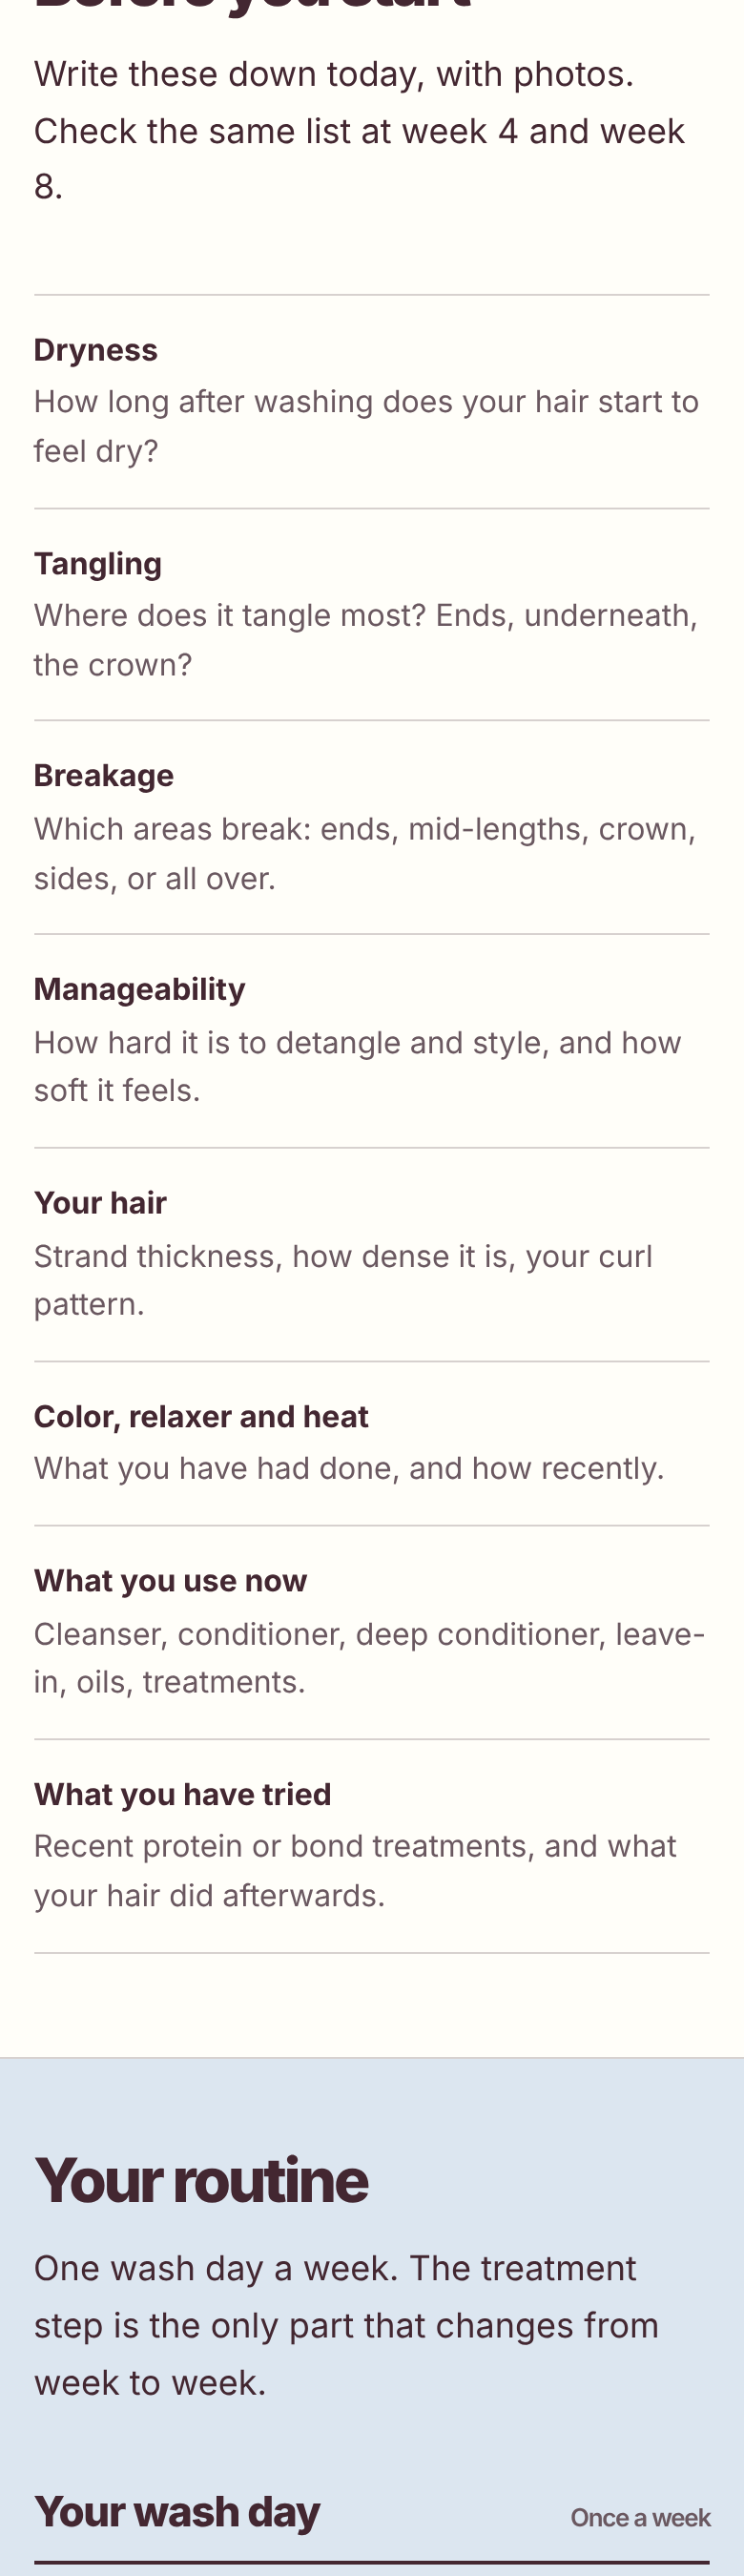 Before you start
Write these down today, with photos.
Check the same list at week 4 and week
8.
Dryness
How long after washing does your hair start to
feel dry?
Tangling
Where does it tangle most? Ends, underneath,
the crown?
Breakage
Which areas break: ends, mid-lengths, crown,
sides, or all over.
Manageability
How hard it is to detangle and style, and how
soft it feels.
Your hair
Strand thickness, how dense it is, your curl
pattern.
Color, relaxer and heat
What you have had done, and how recently.
What you use now
Cleanser, conditioner, deep conditioner, leave-
in, oils, treatments.
What you have tried
Recent protein or bond treatments, and what
your hair did afterwards.
Your routine
One wash day a week. The treatment
step is the only part that changes from
week to week.
Your wash day
Once a week